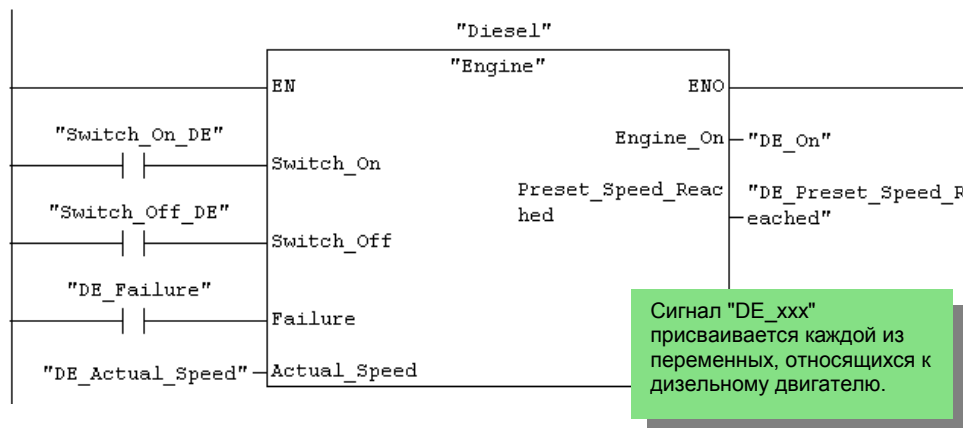 "Diesel"
"Engine"
EN
ENO
"Switch_On_DE"
Switch_On
Engine_On
"DE_On"
"Switch_Off_DE"
Switch_Off
Preset_Speed_Reac
hed
"DE_Preset_Speed_R
eached"
"DE_Failure"
Failure
"DE_Actual_Speed"
Actual_Speed
Сигнал "DE_xxx"
присваивается каждой из
переменных, относящихся к
дизельному двигателю.